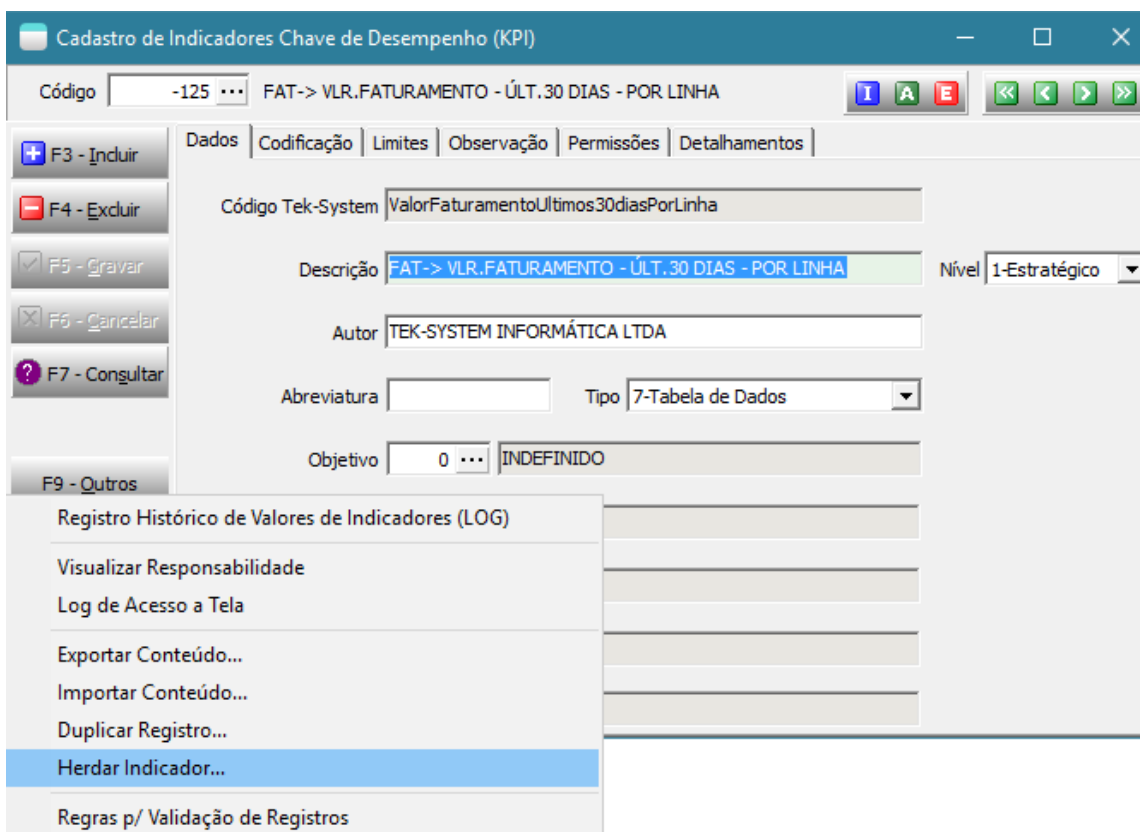 Cadastro de Indicadores Chave de Desempenho (KPI)
Código -125 ... FAT-> VLR.FATURAMENTO - ÚLT.30 DIAS - POR LINHA I A E
F3 - Incluir
F4 - Excluir
F5 - Gravar
F6 - Cancelar
F7 - Consultar
F9 - Outros
Dados Codificação Limites Observação Permissões Detalhamentos
Código Tek-System ValorFaturamentoUltimos30diasPorLinha
Descrição FAT-> VLR.FATURAMENTO - ÚLT.30 DIAS - POR LINHA Nível 1-Estratégico
Autor TEK-SYSTEM INFORMÁTICA LTDA
Abreviatura Tipo 7-Tabela de Dados
Objetivo 0 ... INDEFINIDO
Registro Histórico de Valores de Indicadores (LOG)
Visualizar Responsabilidade
Log de Acesso a Tela
Exportar Conteúdo...
Importar Conteúdo...
Duplicar Registro...
Herdar Indicador...
Regras p/ Validação de Registros